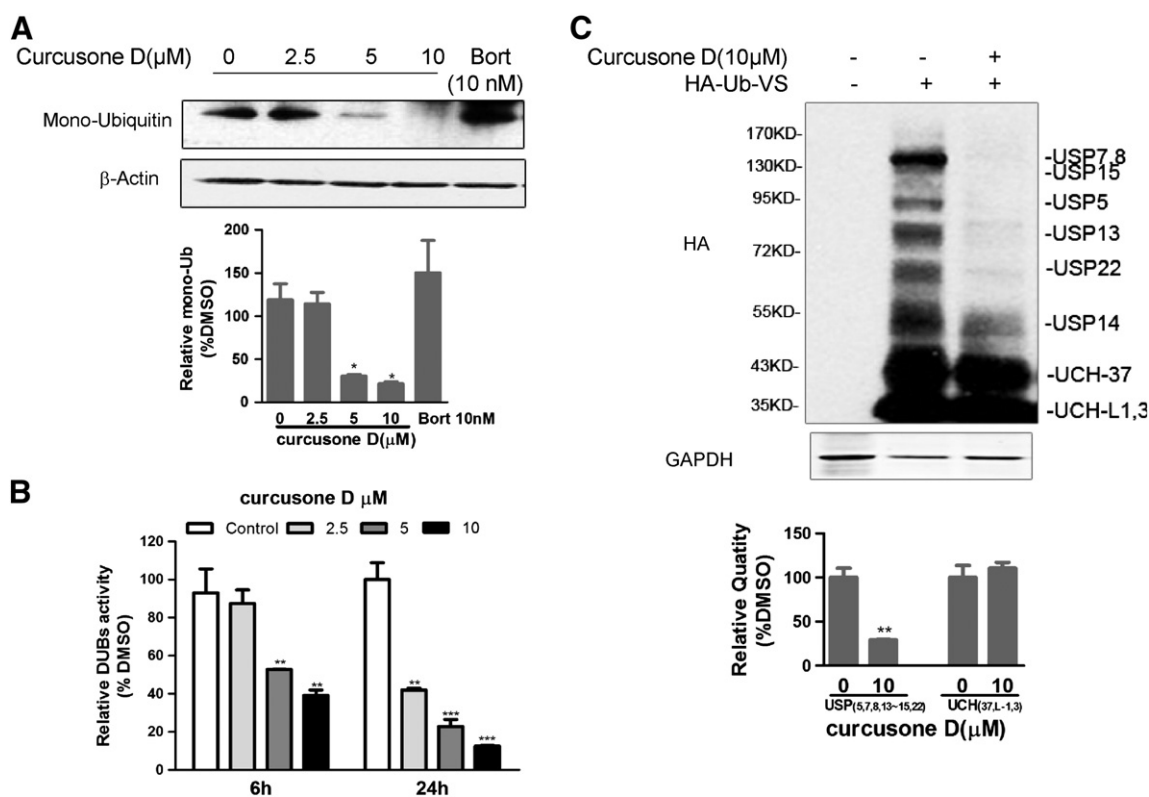 A
Curcusone D(μM) 0 2.5 5 10 Bort
(10 nM)
Mono-Ubiquitin
β-Actin
200
150
100
50
0
Relative mono-Ub
(%DMSO)
* *
0 2.5 5 10 Bort 10nM
curcusone D(μM)
B
curcusone D μM
Control 2.5 5 10
120
100
80
60
40
20
0
Relative DUBs activity
(% DMSO)
** ** ** *** ***
6h 24h
C
Curcusone D(10μM) - - +
HA-Ub-VS - + +
HA
170KD-
130KD-
95KD-
72KD-
55KD-
43KD-
35KD-
-USP7,8
-USP15
-USP5
-USP13
-USP22
-USP14
-UCH-37
-UCH-L1,3
GAPDH
150
100
50
0
Relative Quatity
(%DMSO)
**
0 10 0 10
USP(5,7,8,13~15,22) UCH(37,L-1,3)
curcusone D(μM)